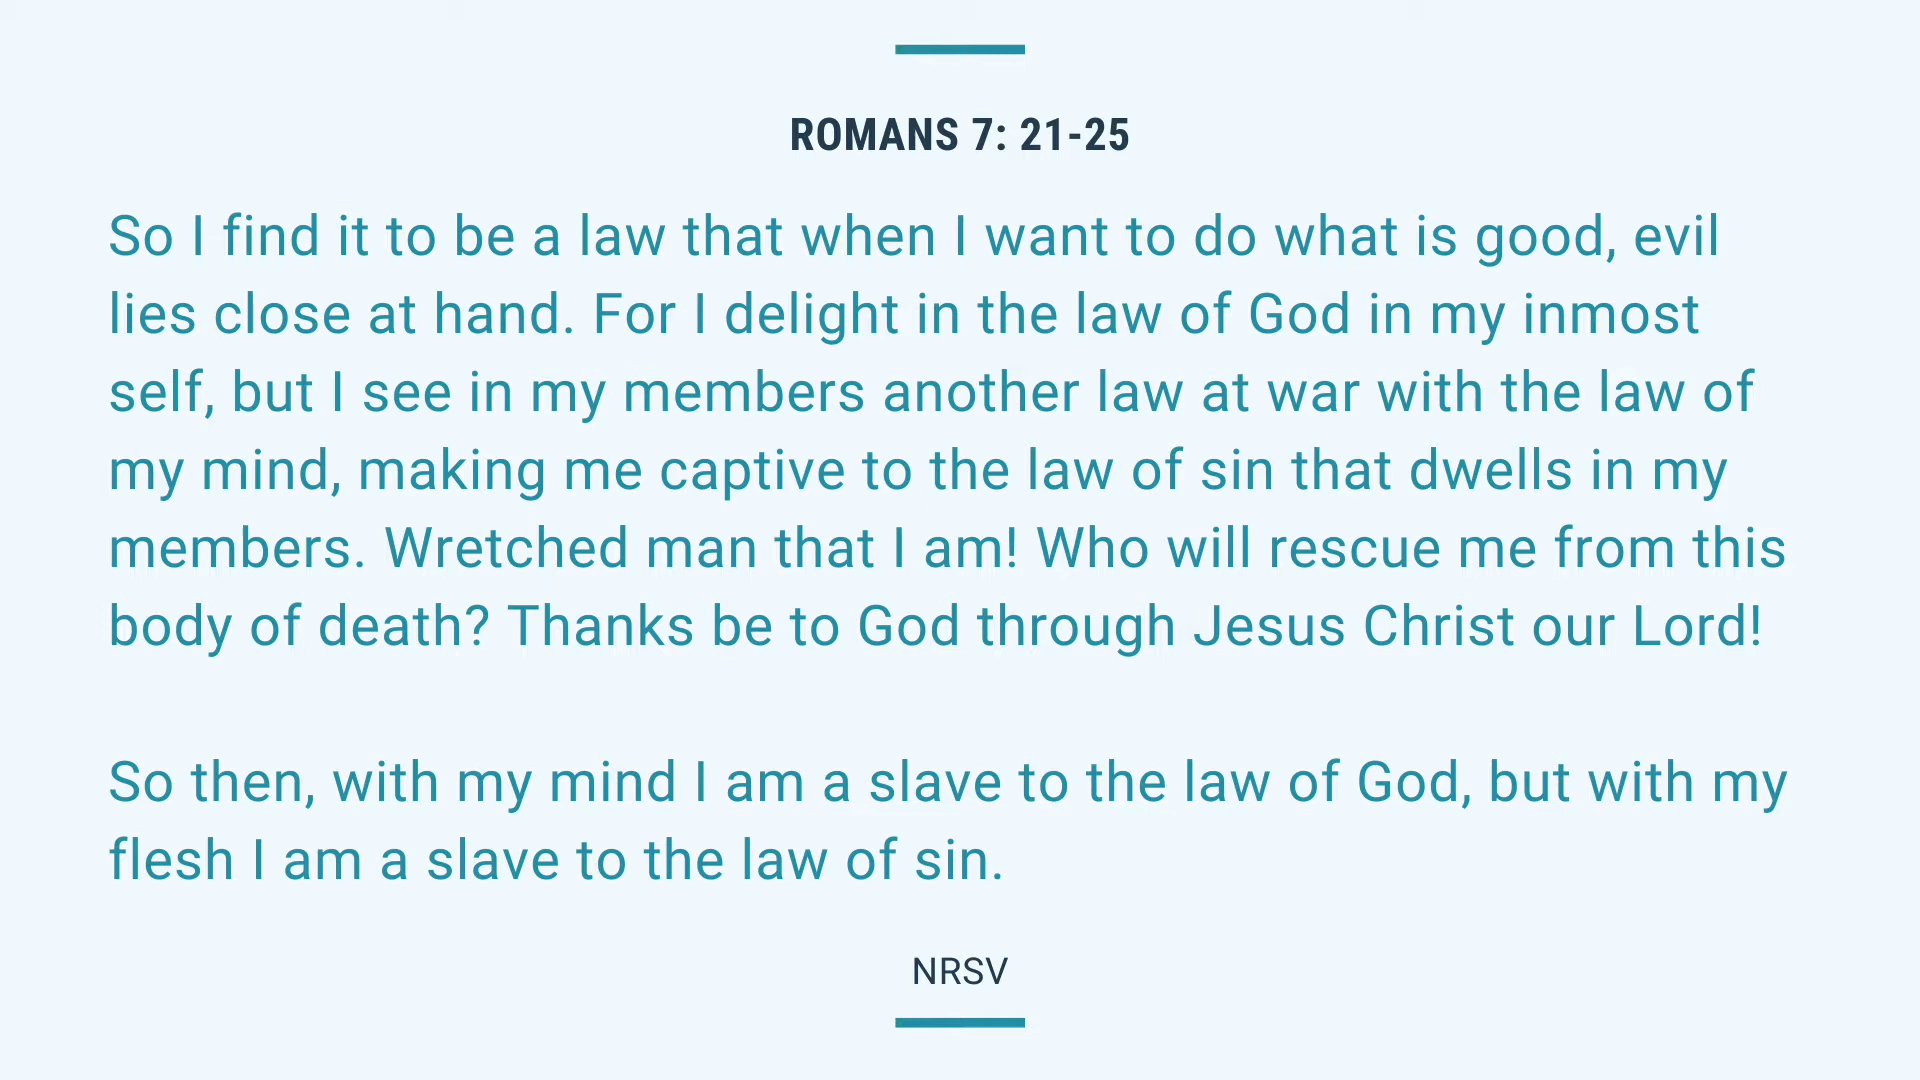 ROMANS 7: 21-25
So I find it to be a law that when I want to do what is good, evil
lies close at hand. For I delight in the law of God in my inmost
self, but I see in my members another law at war with the law of
my mind, making me captive to the law of sin that dwells in my
members. Wretched man that I am! Who will rescue me from this
body of death? Thanks be to God through Jesus Christ our Lord!
So then, with my mind I am a slave to the law of God, but with my
flesh I am a slave to the law of sin.
NRSV